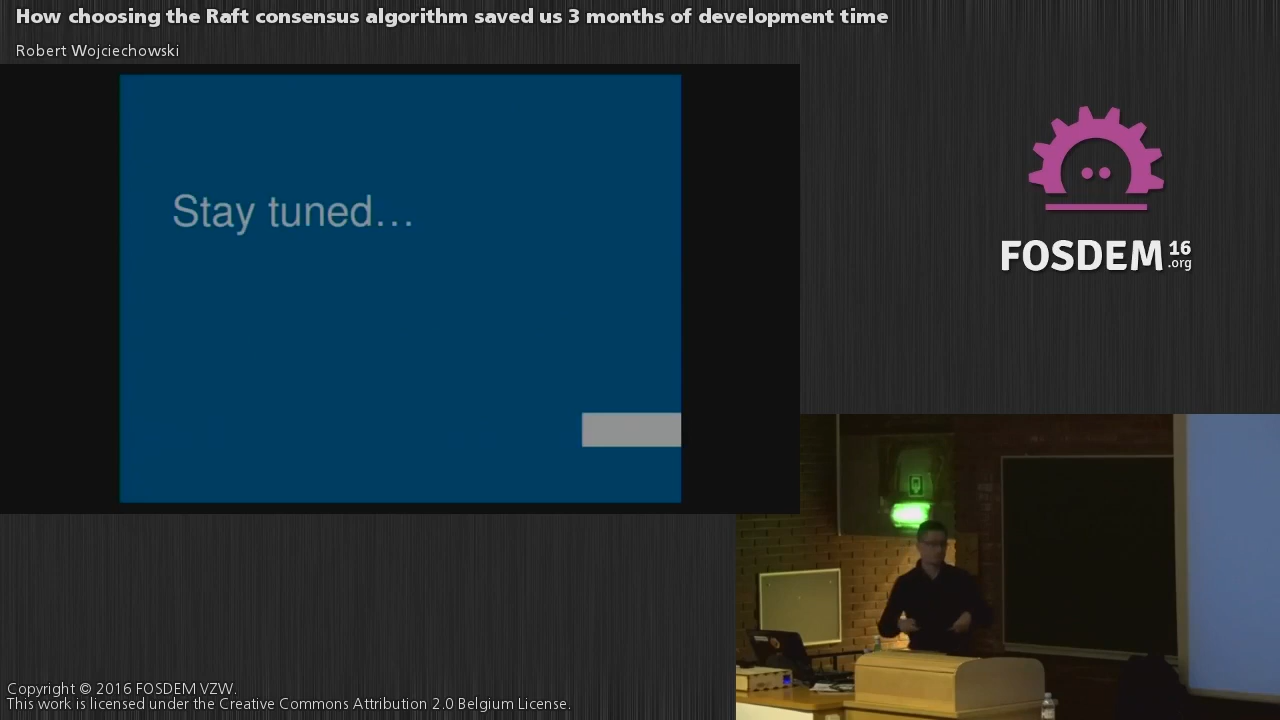 How choosing the Raft consensus algorithm saved us 3 months of development time
Robert Wojciechowski
Stay tuned...
FOSDEM 16 .org
Copyright © 2016 FOSDEM VZW.
This work is licensed under the Creative Commons Attribution 2.0 Belgium License.